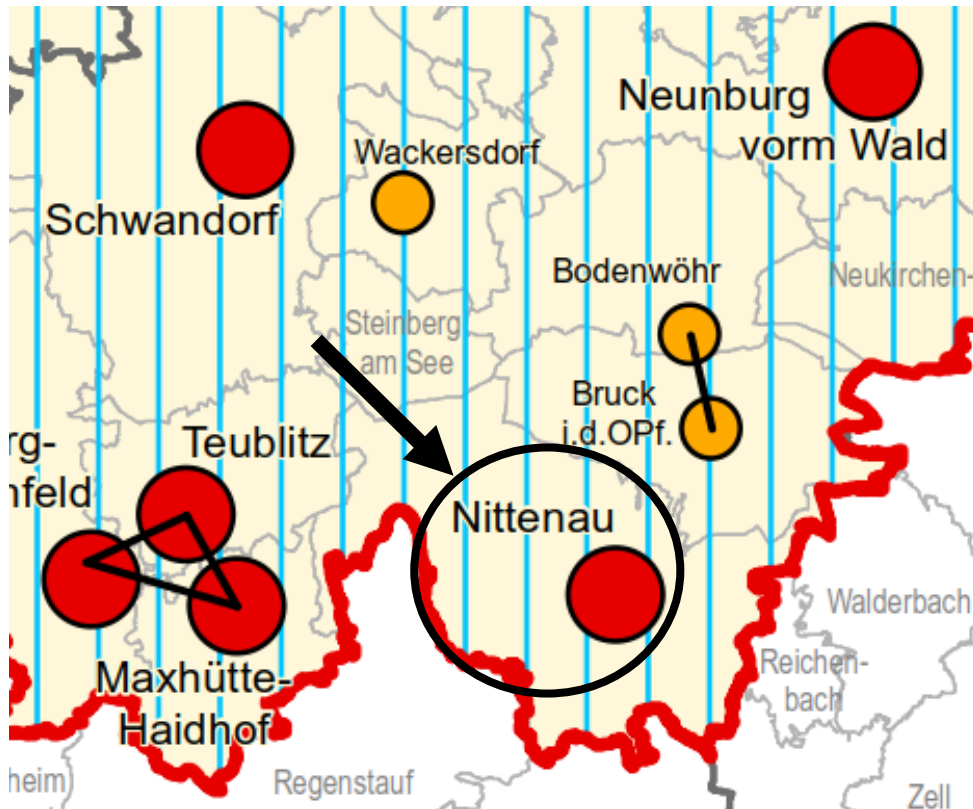 Neunburg
vorm Wald
Wackersdorf
Schwandorf
Bodenwöhr
Neukirchen-
Steinberg
am See
Bruck
i.d.OPf.
Teublitz
rg-
nfeld
Nittenau
Walderbach
Reichen-
bach
Maxhütte-
Haidhof
heim
Regenstauf
Zell